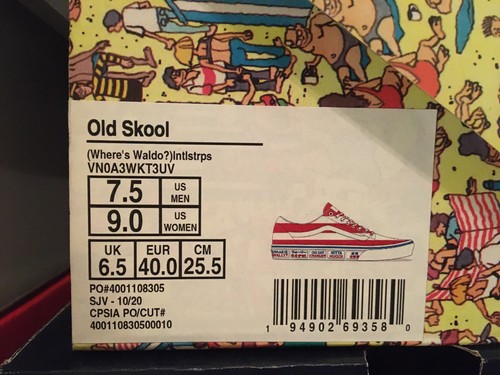 Old Skool
(Where's Waldo?)Intlstrps
VN0A3WKT3UV
7.5 US MEN
9.0 US WOMEN
UK 6.5 EUR 40.0 CM 25.5
PO#4001108305
SJV - 10/20
CPSIA PO/CUT#
400110830500010
1 94902 69358 0